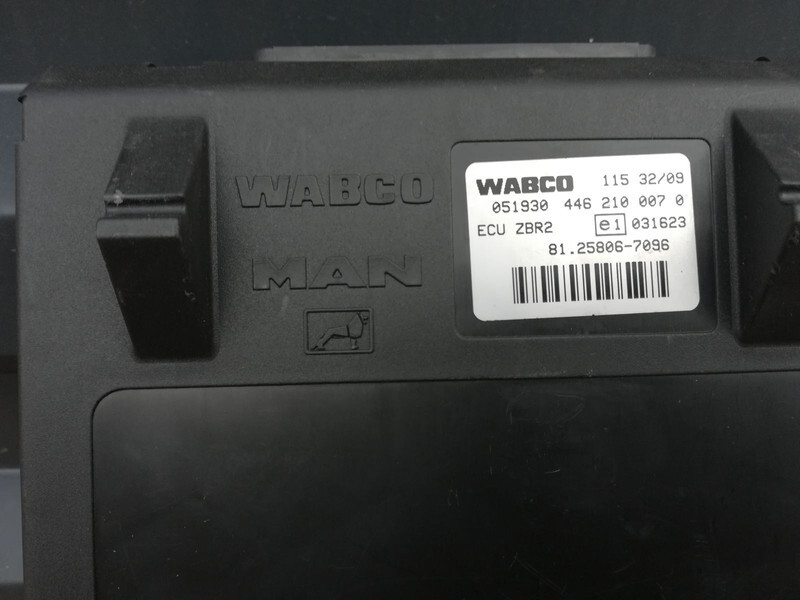 WABCO
MAN
WABCO 115 32/09
051930 446 210 007 0
ECU ZBR2 e1 031623
81.25806-7096